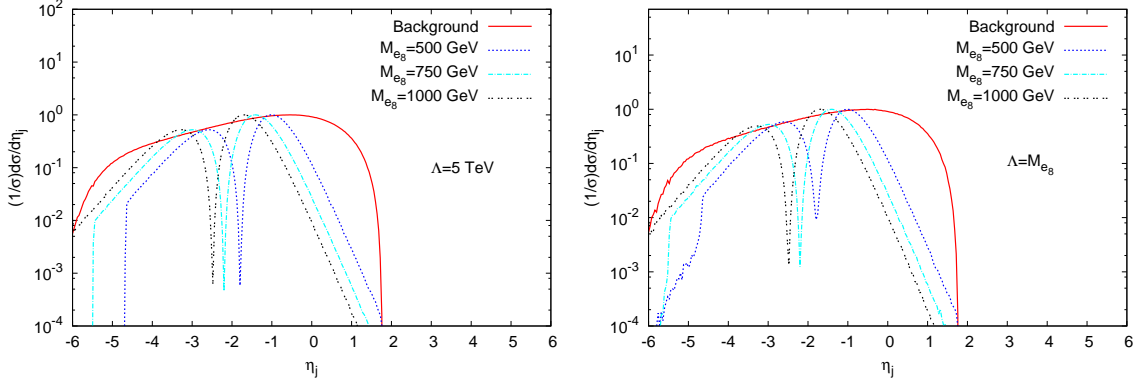 10^2
10^1
10^0
10^-1
10^-2
10^-3
10^-4
(1/σ)dσ/dη_j
-6 -5 -4 -3 -2 -1 0 1 2 3 4 5 6
η_j
Background
M_e8=500 GeV
M_e8=750 GeV
M_e8=1000 GeV
Λ=5 TeV
10^1
10^0
10^-1
10^-2
10^-3
10^-4
(1/σ)dσ/dη_j
-6 -5 -4 -3 -2 -1 0 1 2 3 4 5 6
η_j
Background
M_e8=500 GeV
M_e8=750 GeV
M_e8=1000 GeV
Λ=M_e8